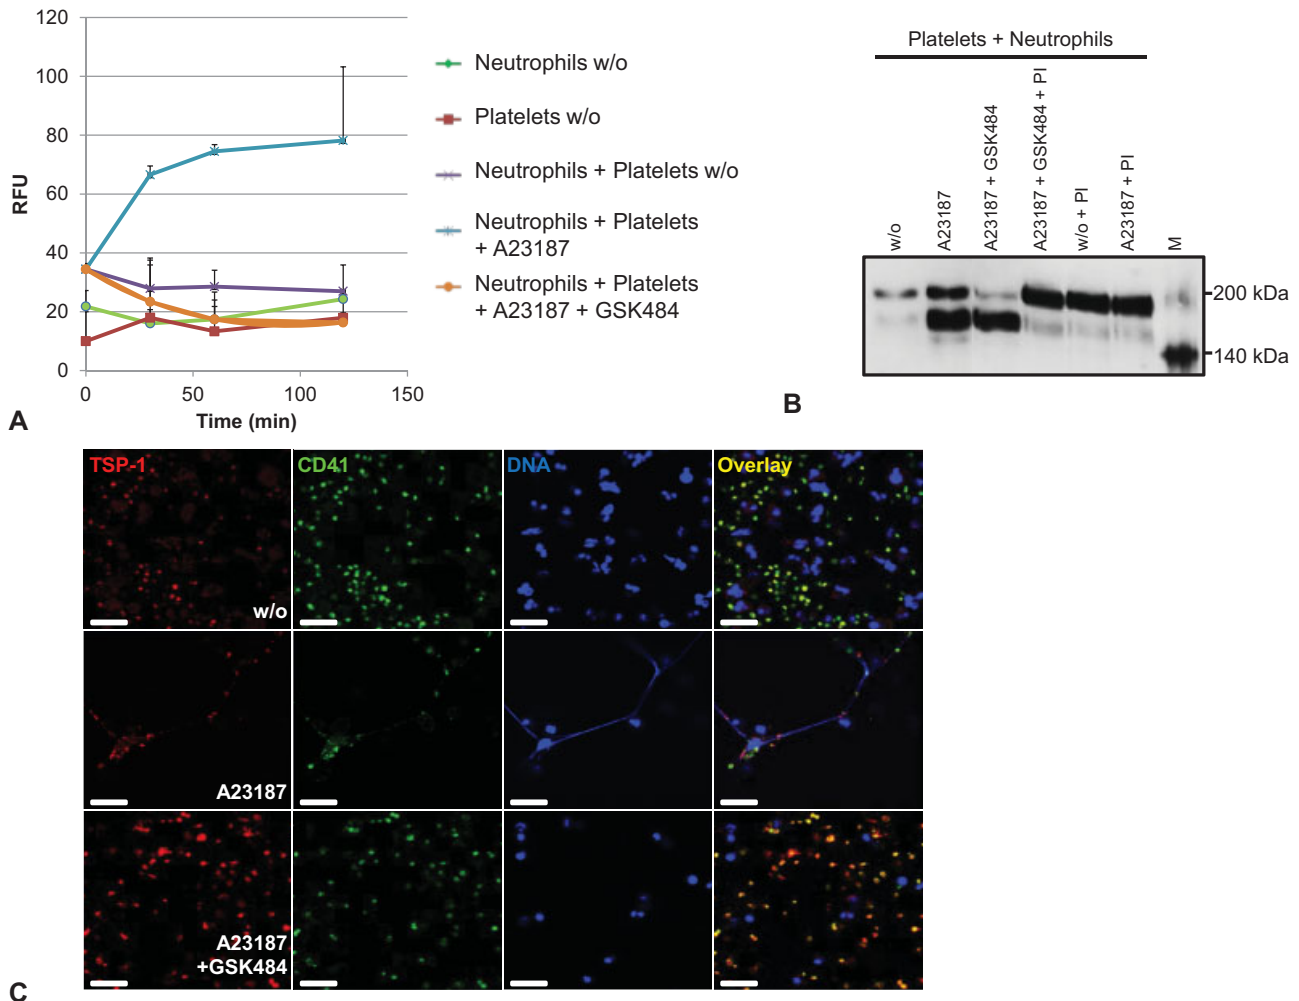 120
100
80
60
40
20
0
RFU
0
50
100
150
Time (min)
Neutrophils w/o
Platelets w/o
Neutrophils + Platelets w/o
Neutrophils + Platelets
+ A23187
Neutrophils + Platelets
+ A23187 + GSK484
A
Platelets + Neutrophils
w/o
A23187
A23187 + GSK484
A23187 + GSK484 + PI
w/o + PI
A23187 + PI
M
200 kDa
140 kDa
B
TSP-1
CD41
DNA
Overlay
w/o
A23187
A23187
+GSK484
C